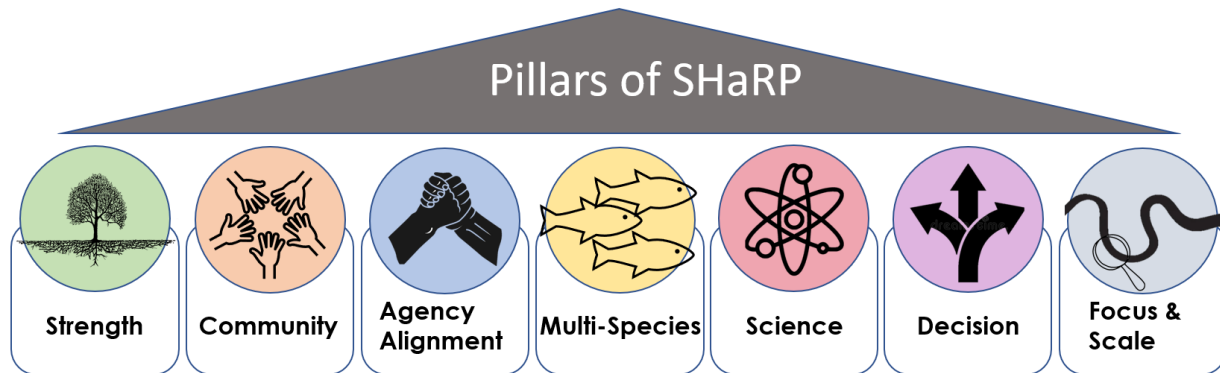 Pillars of SHaRP
Strength
Community
Agency
Alignment
Multi-Species
Science
Decision
Focus &
Scale